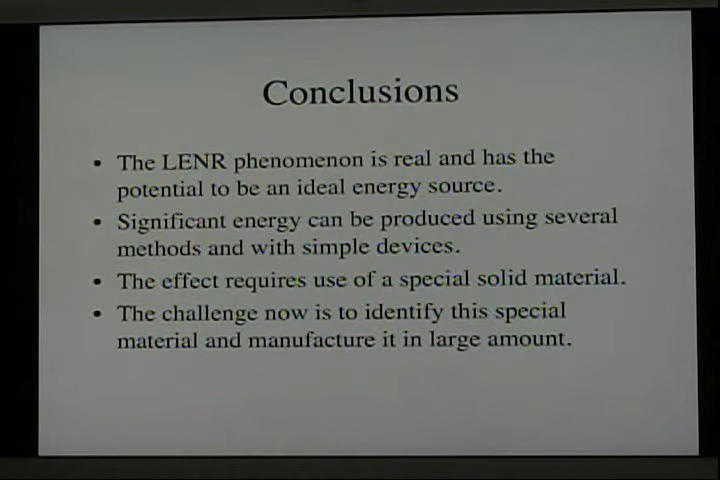 Conclusions
• The LENR phenomenon is real and has the
potential to be an ideal energy source.
• Significant energy can be produced using several
methods and with simple devices.
• The effect requires use of a special solid material.
• The challenge now is to identify this special
material and manufacture it in large amount.